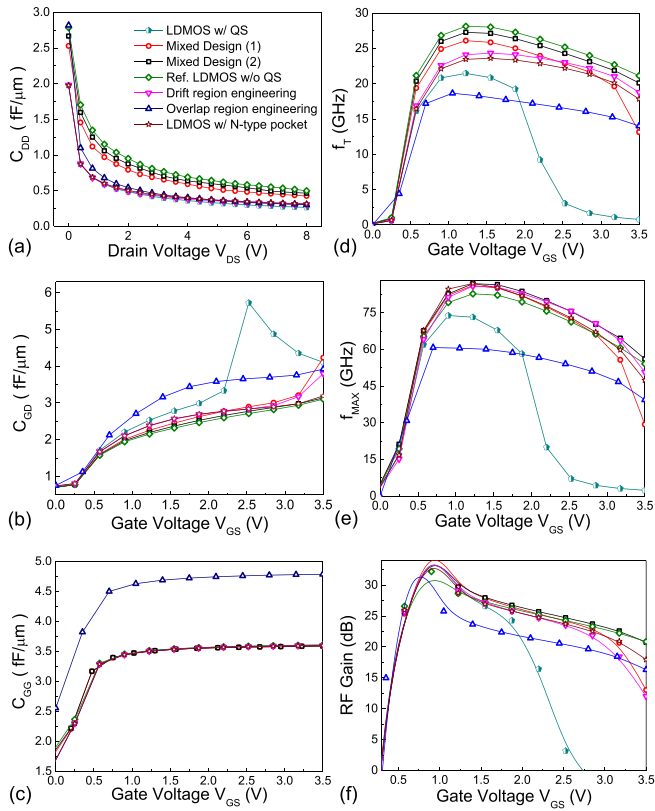 3.0
2.5
2.0
1.5
1.0
0.5
0.0
C_DD ( fF/μm )
LDMOS w/ QS
Mixed Design (1)
Mixed Design (2)
Ref. LDMOS w/o QS
Drift region engineering
Overlap region engineering
LDMOS w/ N-type pocket
0 2 4 6 8
Drain Voltage V_DS (V)
(a)
30
25
20
15
10
5
0
f_T (GHz)
0.0 0.5 1.0 1.5 2.0 2.5 3.0 3.5
Gate Voltage V_GS (V)
(d)
6
5
4
3
2
1
C_GD ( fF/μm )
0.0 0.5 1.0 1.5 2.0 2.5 3.0 3.5
Gate Voltage V_GS (V)
(b)
75
60
45
30
15
0
f_MAX (GHz)
0.0 0.5 1.0 1.5 2.0 2.5 3.0 3.5
Gate Voltage V_GS (V)
(e)
5.0
4.5
4.0
3.5
3.0
2.5
2.0
1.5
C_GG ( fF/μm )
0.0 0.5 1.0 1.5 2.0 2.5 3.0 3.5
Gate Voltage V_GS (V)
(c)
30
25
20
15
10
5
0
RF Gain (dB)
0.5 1.0 1.5 2.0 2.5 3.0 3.5
Gate Voltage V_GS (V)
(f)